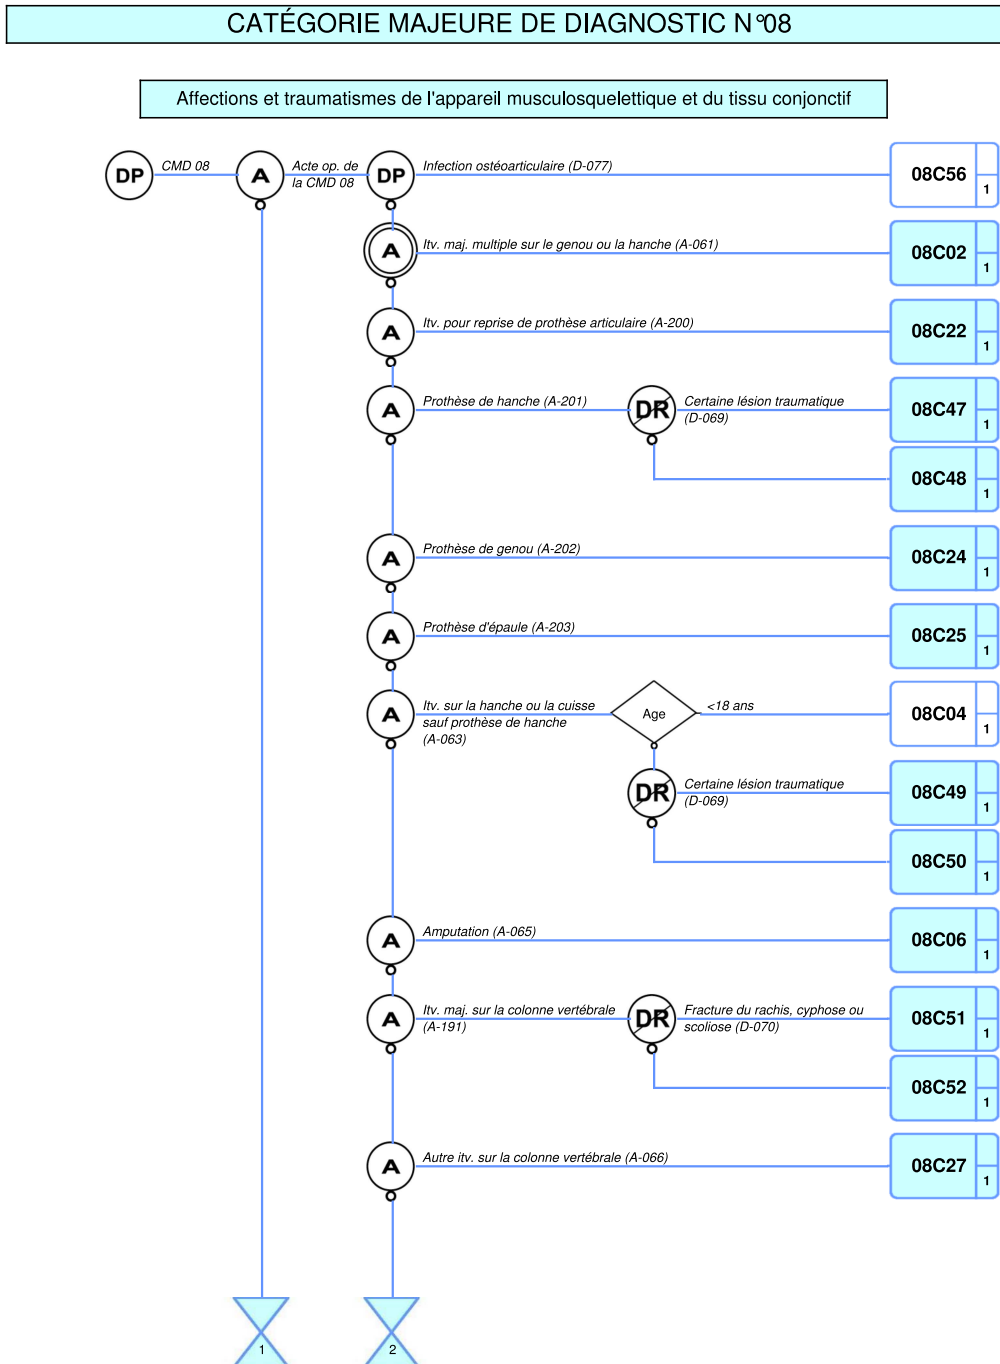 CATÉGORIE MAJEURE DE DIAGNOSTIC N°08
Affections et traumatismes de l'appareil musculosquelettique et du tissu conjonctif
DP
CMD 08
A
Acte op. de
la CMD 08
DP
Infection ostéoarticulaire (D-077)
08C56
1
A
Itv. maj. multiple sur le genou ou la hanche (A-061)
08C02
1
A
Itv. pour reprise de prothèse articulaire (A-200)
08C22
1
A
Prothèse de hanche (A-201)
DR
Certaine lésion traumatique
(D-069)
08C47
1
08C48
1
A
Prothèse de genou (A-202)
08C24
1
A
Prothèse d'épaule (A-203)
08C25
1
A
Itv. sur la hanche ou la cuisse
sauf prothèse de hanche
(A-063)
Age
<18 ans
08C04
1
DR
Certaine lésion traumatique
(D-069)
08C49
1
08C50
1
A
Amputation (A-065)
08C06
1
A
Itv. maj. sur la colonne vertébrale
(A-191)
DR
Fracture du rachis, cyphose ou
scoliose (D-070)
08C51
1
08C52
1
A
Autre itv. sur la colonne vertébrale (A-066)
08C27
1
1
2